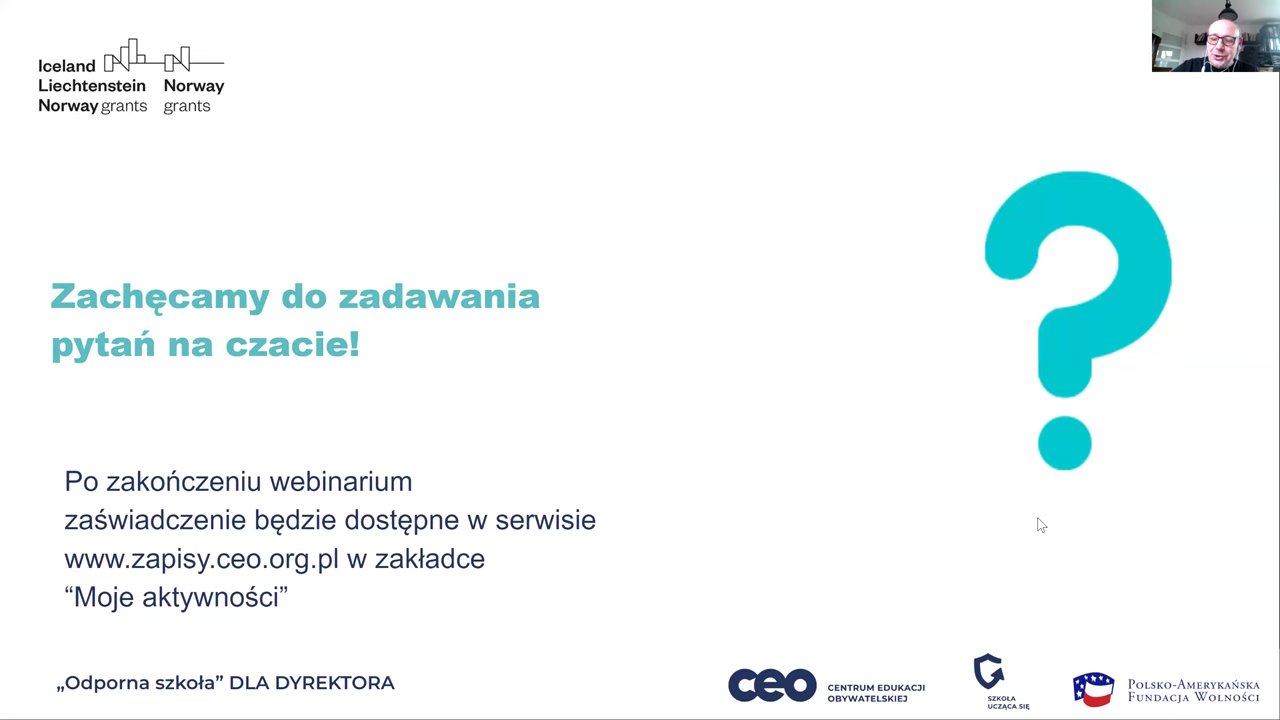 Iceland
Liechtenstein
Norway grants
Norway
grants
Zachęcamy do zadawania
pytań na czacie!
?
Po zakończeniu webinarium
zaświadczenie będzie dostępne w serwisie
www.zapisy.ceo.org.pl w zakładce
“Moje aktywności”
„Odporna szkoła” DLA DYREKTORA
ceo
CENTRUM EDUKACJI
OBYWATELSKIEJ
SZKOŁA
UCZĄCA SIĘ
POLSKO-AMERYKAŃSKA
FUNDACJA WOLNOŚCI